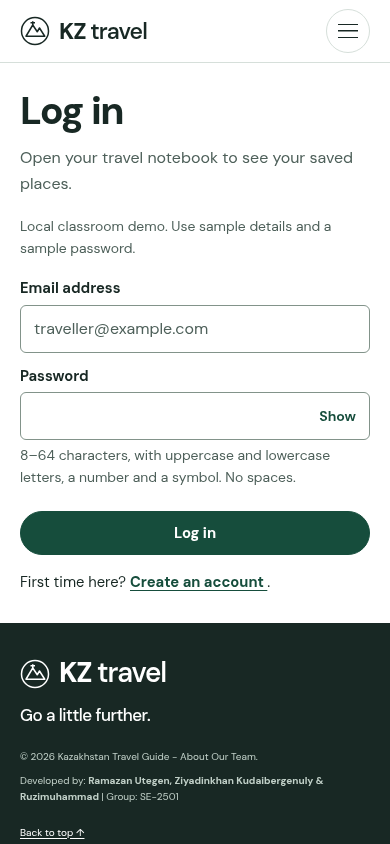 KZ travel
Log in
Open your travel notebook to see your saved
places.
Local classroom demo. Use sample details and a
sample password.
Email address
traveller@example.com
Password
Show
8–64 characters, with uppercase and lowercase
letters, a number and a symbol. No spaces.
Log in
First time here? Create an account .
KZ travel
Go a little further.
© 2026 Kazakhstan Travel Guide – About Our Team.
Developed by: Ramazan Utegen, Ziyadinkhan Kudaibergenuly &
Ruzimuhammad | Group: SE-2501
Back to top ↑